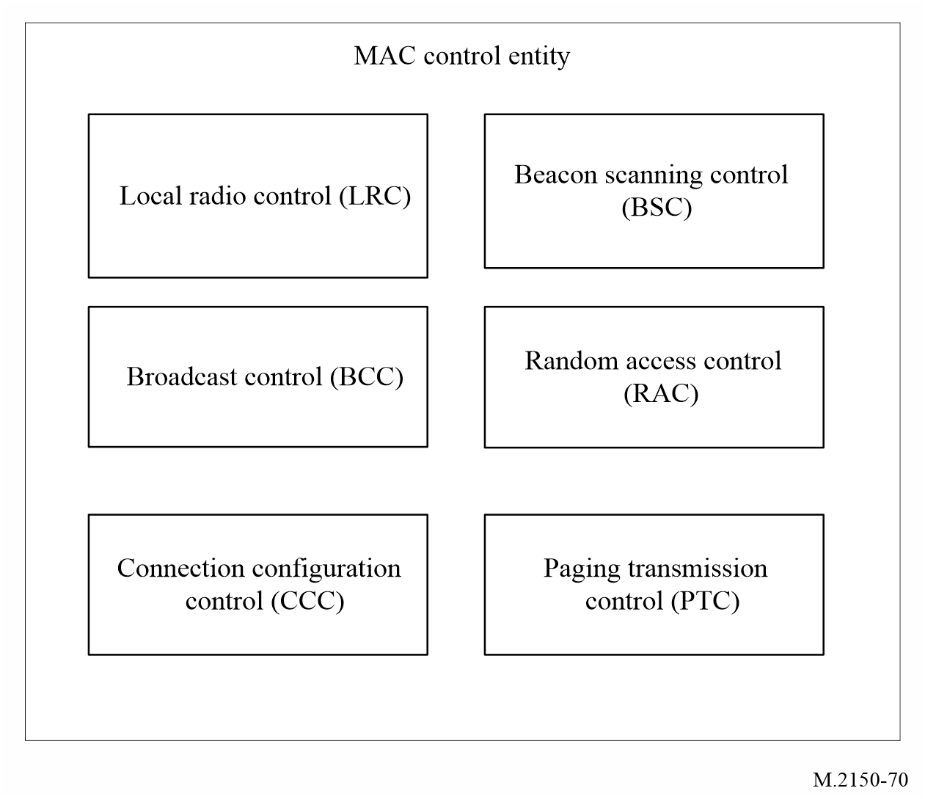 MAC control entity
Local radio control (LRC)
Beacon scanning control
(BSC)
Broadcast control (BCC)
Random access control
(RAC)
Connection configuration
control (CCC)
Paging transmission
control (PTC)
M.2150-70